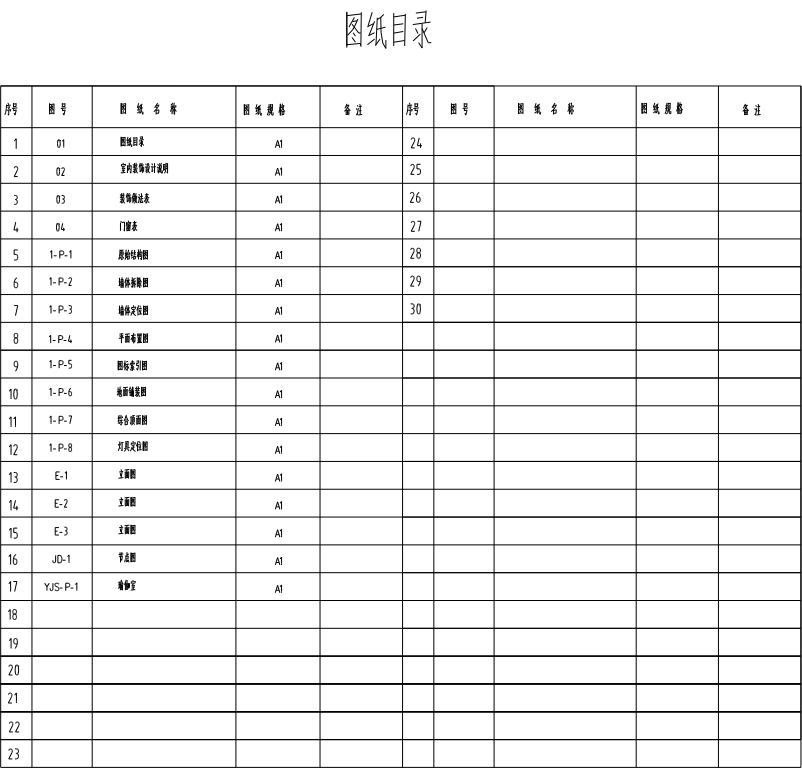 图纸目录
序号 图号 图纸名称 图纸规格 备注 序号 图号 图纸名称 图纸规格 备注
1 01 图纸目录 A1 24
2 02 室内装饰设计说明 A1 25
3 03 装饰做法表 A1 26
4 04 门窗表 A1 27
5 1-P-1 原始结构图 A1 28
6 1-P-2 墙体拆除图 A1 29
7 1-P-3 墙体定位图 A1 30
8 1-P-4 平面布置图 A1
9 1-P-5 图标索引图 A1
10 1-P-6 地面铺装图 A1
11 1-P-7 综合顶面图 A1
12 1-P-8 灯具定位图 A1
13 E-1 立面图 A1
14 E-2 立面图 A1
15 E-3 立面图 A1
16 JD-1 节点图 A1
17 YJS-P-1 瑜伽室 A1
18
19
20
21
22
23